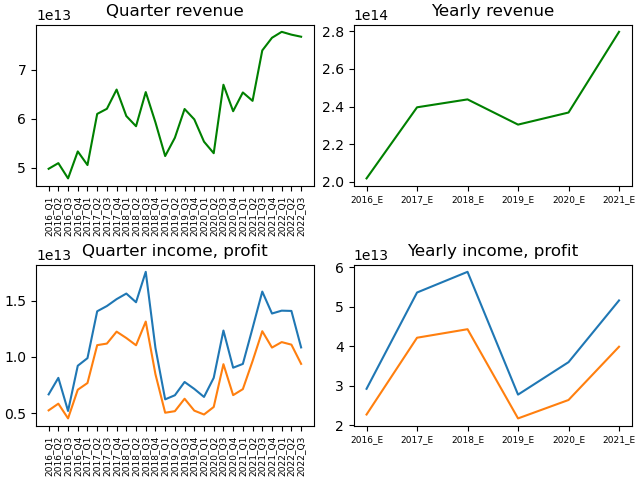 Quarter revenue
1e13
7
6
5
2016_Q1 2016_Q2 2016_Q3 2016_Q4 2017_Q1 2017_Q2 2017_Q3 2017_Q4 2018_Q1 2018_Q2 2018_Q3 2018_Q4 2019_Q1 2019_Q2 2019_Q3 2019_Q4 2020_Q1 2020_Q2 2020_Q3 2020_Q4 2021_Q1 2021_Q2 2021_Q3 2021_Q4 2022_Q1 2022_Q2 2022_Q3
Yearly revenue
1e14
2.8
2.6
2.4
2.2
2.0
2016_E 2017_E 2018_E 2019_E 2020_E 2021_E
Quarter income, profit
1e13
1.5
1.0
0.5
2016_Q1 2016_Q2 2016_Q3 2016_Q4 2017_Q1 2017_Q2 2017_Q3 2017_Q4 2018_Q1 2018_Q2 2018_Q3 2018_Q4 2019_Q1 2019_Q2 2019_Q3 2019_Q4 2020_Q1 2020_Q2 2020_Q3 2020_Q4 2021_Q1 2021_Q2 2021_Q3 2021_Q4 2022_Q1 2022_Q2 2022_Q3
Yearly income, profit
1e13
6
5
4
3
2
2016_E 2017_E 2018_E 2019_E 2020_E 2021_E